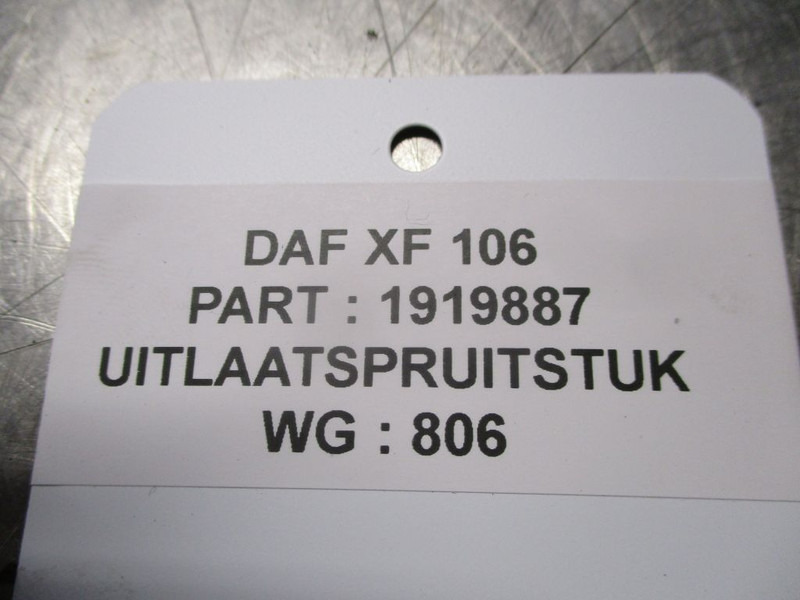 DAF XF 106
PART : 1919887
UITLAATSPRUITSTUK
WG : 806